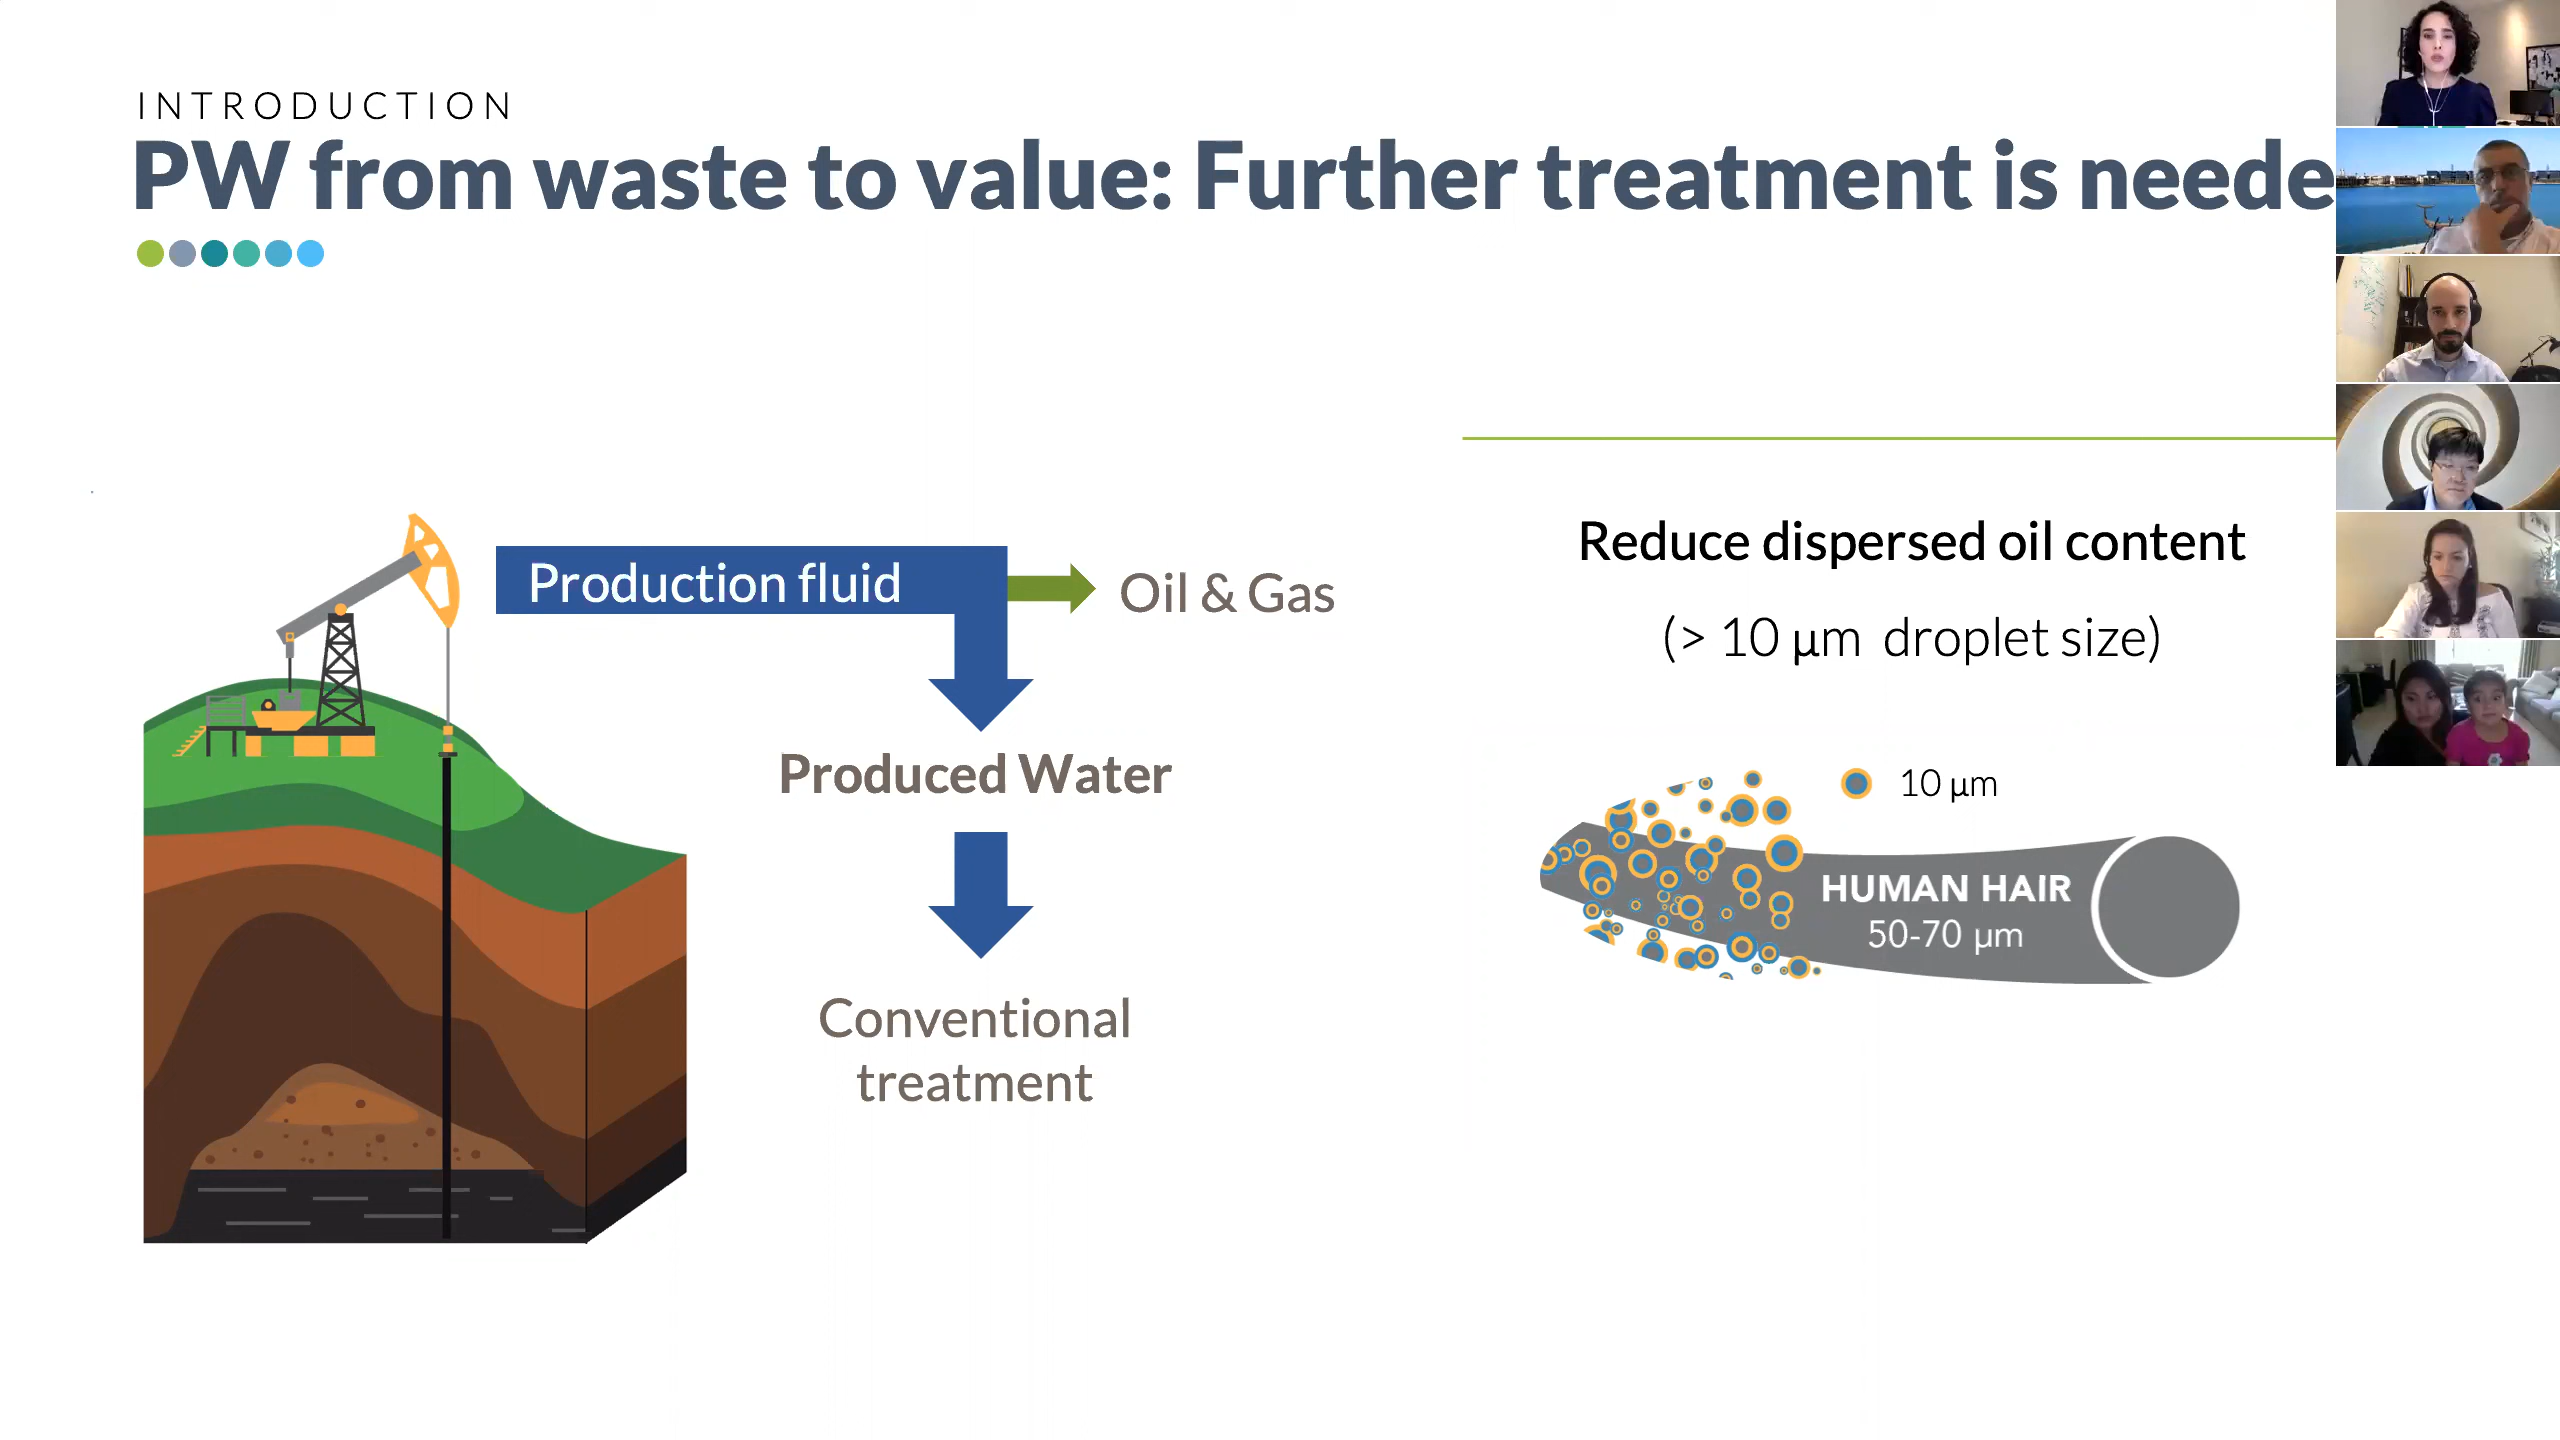 INTRODUCTION
PW from waste to value: Further treatment is neede
Production fluid
Oil & Gas
Produced Water
Conventional
treatment
Reduce dispersed oil content
(> 10 μm droplet size)
10 μm
HUMAN HAIR
50-70 μm